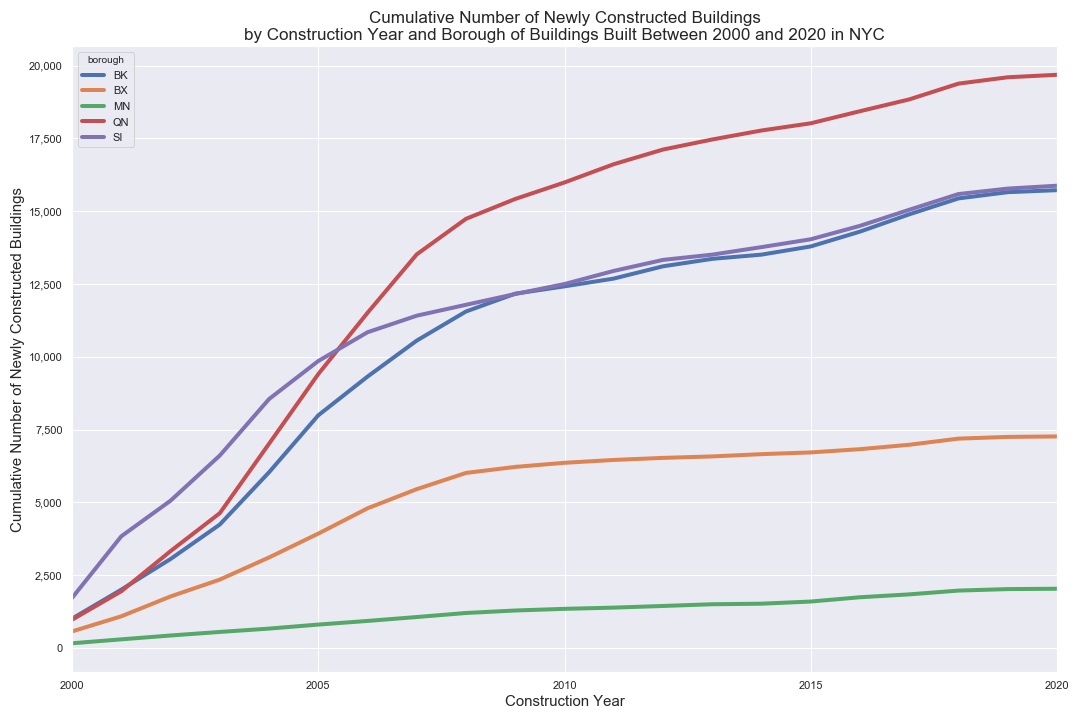 Cumulative Number of Newly Constructed Buildings
by Construction Year and Borough of Buildings Built Between 2000 and 2020 in NYC
borough
BK
BX
MN
QN
SI
Cumulative Number of Newly Constructed Buildings
20,000
17,500
15,000
12,500
10,000
7,500
5,000
2,500
0
2000
2005
2010
2015
2020
Construction Year